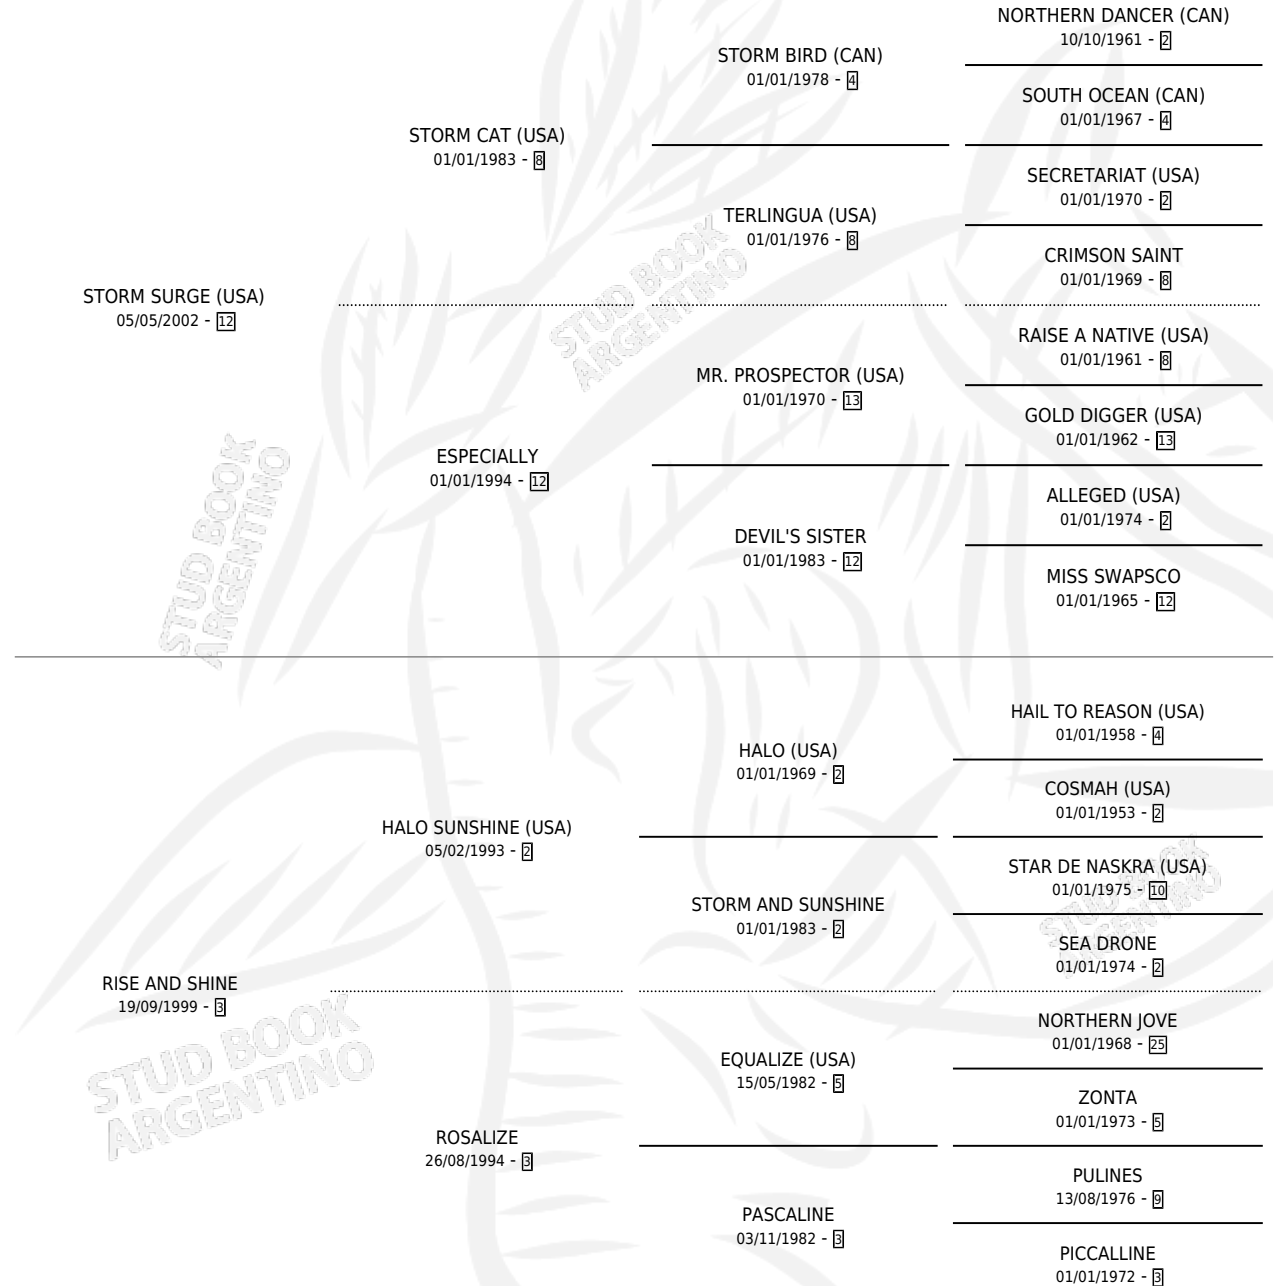 NORTHERN DANCER (CAN)
10/10/1961 - 2
STORM BIRD (CAN)
01/01/1978 - 4
SOUTH OCEAN (CAN)
01/01/1967 - 4
STORM CAT (USA)
01/01/1983 - 8
SECRETARIAT (USA)
01/01/1970 - 2
TERLINGUA (USA)
01/01/1976 - 8
CRIMSON SAINT
01/01/1969 - 8
STORM SURGE (USA)
05/05/2002 - 12
STUD BOOK
ARGENTINO
RAISE A NATIVE (USA)
01/01/1961 - 8
MR. PROSPECTOR (USA)
01/01/1970 - 13
GOLD DIGGER (USA)
01/01/1962 - 13
ESPECIALLY
01/01/1994 - 12
ALLEGED (USA)
01/01/1974 - 2
DEVIL'S SISTER
01/01/1983 - 12
MISS SWAPSCO
01/01/1965 - 12
STUD BOOK
ARGENTINO
HAIL TO REASON (USA)
01/01/1958 - 4
HALO (USA)
01/01/1969 - 2
COSMAH (USA)
01/01/1953 - 2
HALO SUNSHINE (USA)
05/02/1993 - 2
STAR DE NASKRA (USA)
01/01/1975 - 10
STORM AND SUNSHINE
01/01/1983 - 2
STUD BOOK
ARGENTINO
SEA DRONE
01/01/1974 - 2
RISE AND SHINE
19/09/1999 - 3
STUD BOOK
ARGENTINO
NORTHERN JOVE
01/01/1968 - 25
EQUALIZE (USA)
15/05/1982 - 5
ZONTA
01/01/1973 - 5
ROSALIZE
26/08/1994 - 3
PULINES
13/08/1976 - 9
PASCALINE
03/11/1982 - 3
PICCALLINE
01/01/1972 - 3